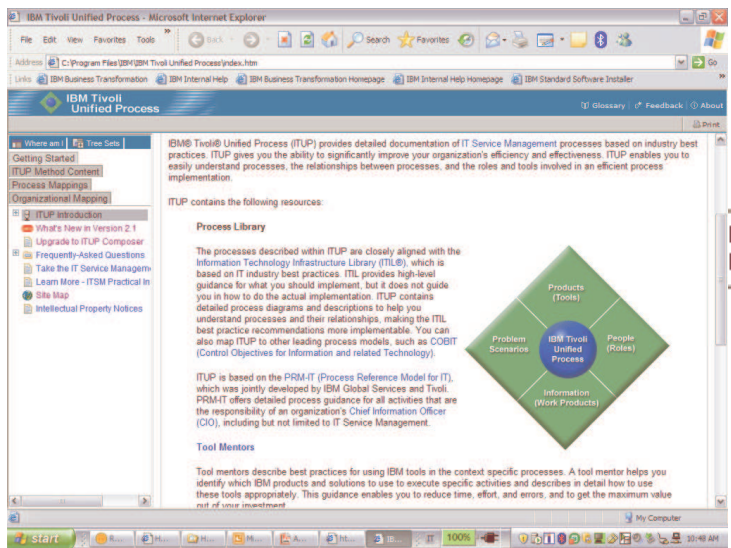 IBM Tivoli Unified Process - Microsoft Internet Explorer
File Edit View Favorites Tools
Back Search Favorites
Address C:\Program Files\IBM\IBM Tivoli Unified Process\index.htm Go
Links IBM Business Transformation IBM Internal Help IBM Business Transformation Homepage IBM Internal Help Homepage IBM Standard Software Installer
IBM Tivoli
Unified Process
Glossary Feedback About
Print
Where am I Tree Sets
Getting Started
ITUP Method Content
Process Mappings
Organizational Mapping
ITUP Introduction
What's New in Version 2.1
Upgrade to ITUP Composer
Frequently-Asked Questions
Take the IT Service Managem
Learn More - ITSM Practical In
Site Map
Intellectual Property Notices
IBM® Tivoli® Unified Process (ITUP) provides detailed documentation of IT Service Management processes based on industry best
practices. ITUP gives you the ability to significantly improve your organization's efficiency and effectiveness. ITUP enables you to
easily understand processes, the relationships between processes, and the roles and tools involved in an efficient process
implementation.
ITUP contains the following resources:
Process Library
The processes described within ITUP are closely aligned with the
Information Technology Infrastructure Library (ITIL®), which is
based on IT industry best practices. ITIL provides high-level
guidance for what you should implement, but it does not guide
you in how to do the actual implementation. ITUP contains
detailed process diagrams and descriptions to help you
understand processes and their relationships, making the ITIL
best practice recommendations more implementable. You can
also map ITUP to other leading process models, such as COBIT
(Control Objectives for Information and related Technology).
ITUP is based on the PRM-IT (Process Reference Model for IT),
which was jointly developed by IBM Global Services and Tivoli.
PRM-IT offers detailed process guidance for all activities that are
the responsibility of an organization's Chief Information Officer
(CIO), including but not limited to IT Service Management.
Products
(Tools)
Problem
Scenarios
IBM Tivoli
Unified
Process
People
(Roles)
Information
(Work Products)
Tool Mentors
Tool mentors describe best practices for using IBM tools in the context specific processes. A tool mentor helps you
identify which IBM products and solutions to use to execute specific activities and describes in detail how to use
these tools appropriately. This guidance enables you to reduce time, effort, and errors, and to get the maximum value
out of your investment.
My Computer
start R... H... H... M... A... ht... IB... IT 100% 10:48 AM